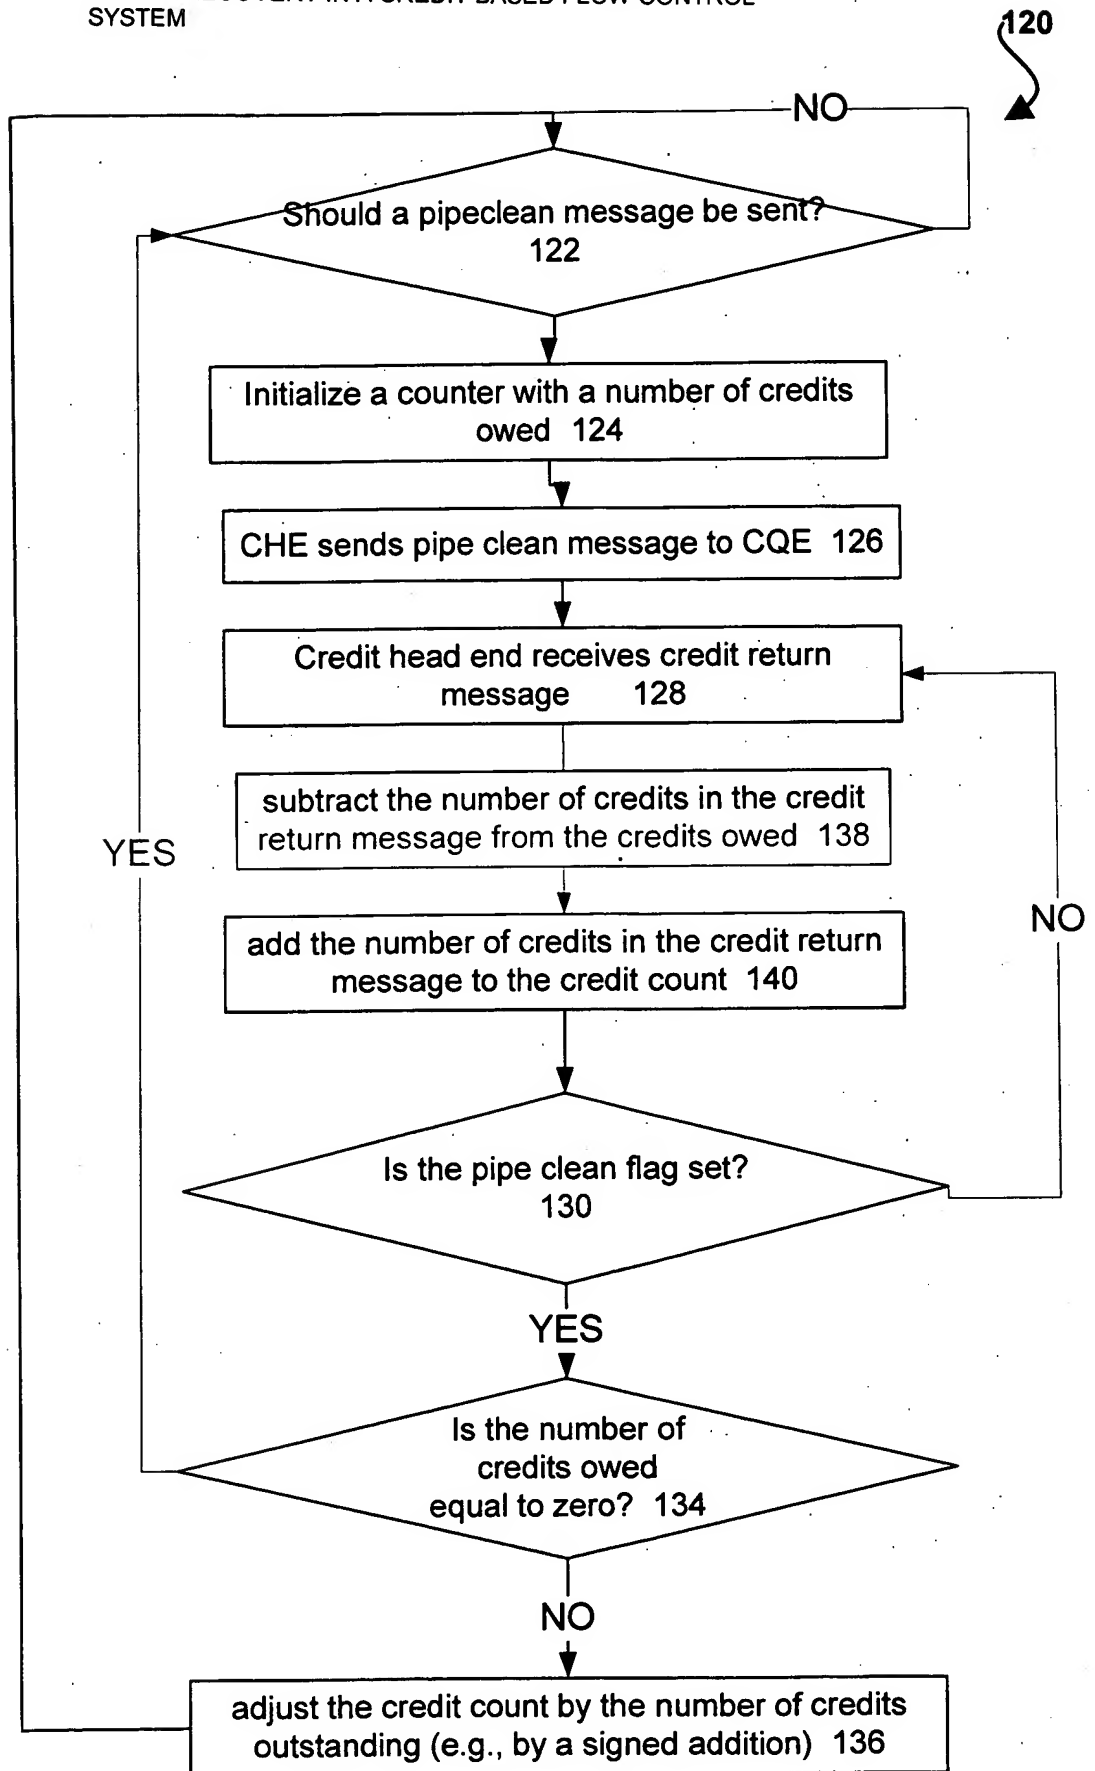 IN A CREDIT BASED FLOW CONTROL
SYSTEM
120
NO
Should a pipeclean message be sent?
122
Initialize a counter with a number of credits
owed 124
CHE sends pipe clean message to CQE 126
Credit head end receives credit return
message 128
subtract the number of credits in the credit
return message from the credits owed 138
YES
add the number of credits in the credit return
message to the credit count 140
NO
Is the pipe clean flag set?
130
YES
Is the number of
credits owed
equal to zero? 134
NO
adjust the credit count by the number of credits
outstanding (e.g., by a signed addition) 136